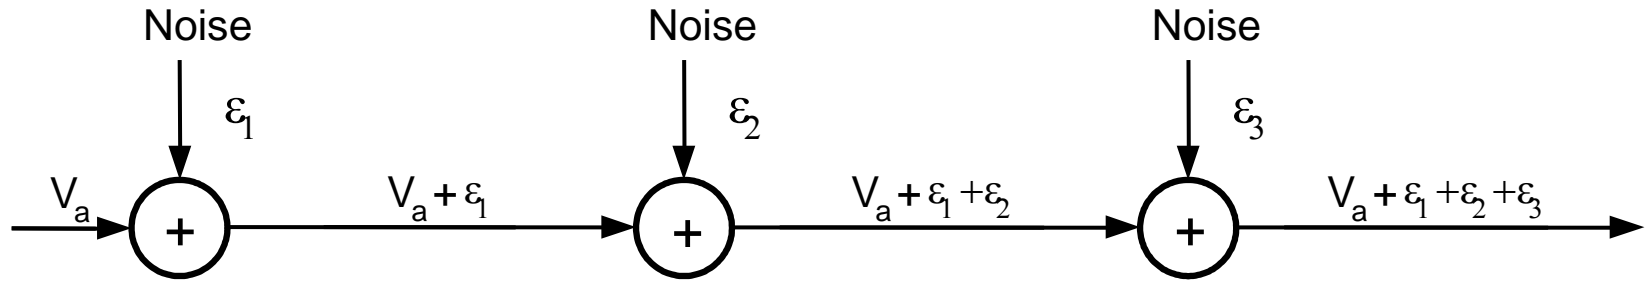 Noise Noise Noise
ε₁ ε₂ ε₃
Vₐ Vₐ + ε₁ Vₐ + ε₁ + ε₂ Vₐ + ε₁ + ε₂ + ε₃
+ + +